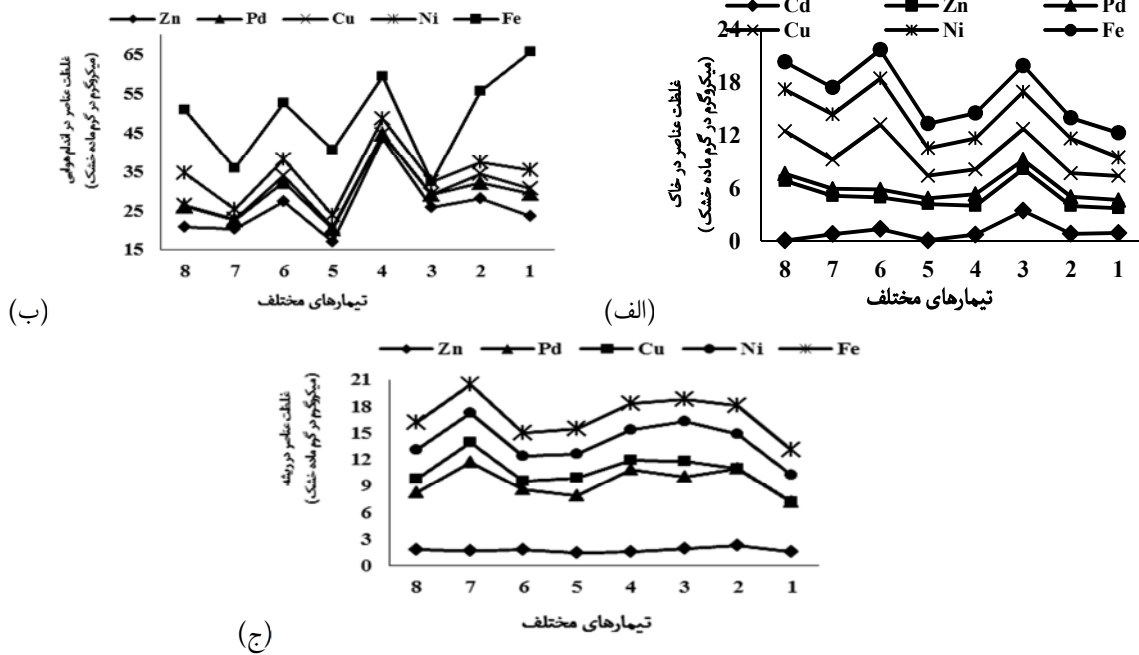 Cd Zn Pd
Cu Ni Fe
غلظت عناصر در خاک
(میکروگرم در گرم ماده خشک)
24
18
12
6
0
8 7 6 5 4 3 2 1
تیمارهای مختلف
(الف)
Zn Pd Cu Ni Fe
غلظت عناصر در اندام هوایی
(میکروگرم در گرم ماده خشک)
65
55
45
35
25
15
8 7 6 5 4 3 2 1
تیمارهای مختلف
(ب)
Zn Pd Cu Ni Fe
غلظت عناصر در ریشه
(میکروگرم در گرم ماده خشک)
21
18
15
12
9
6
3
0
8 7 6 5 4 3 2 1
تیمارهای مختلف
(ج)